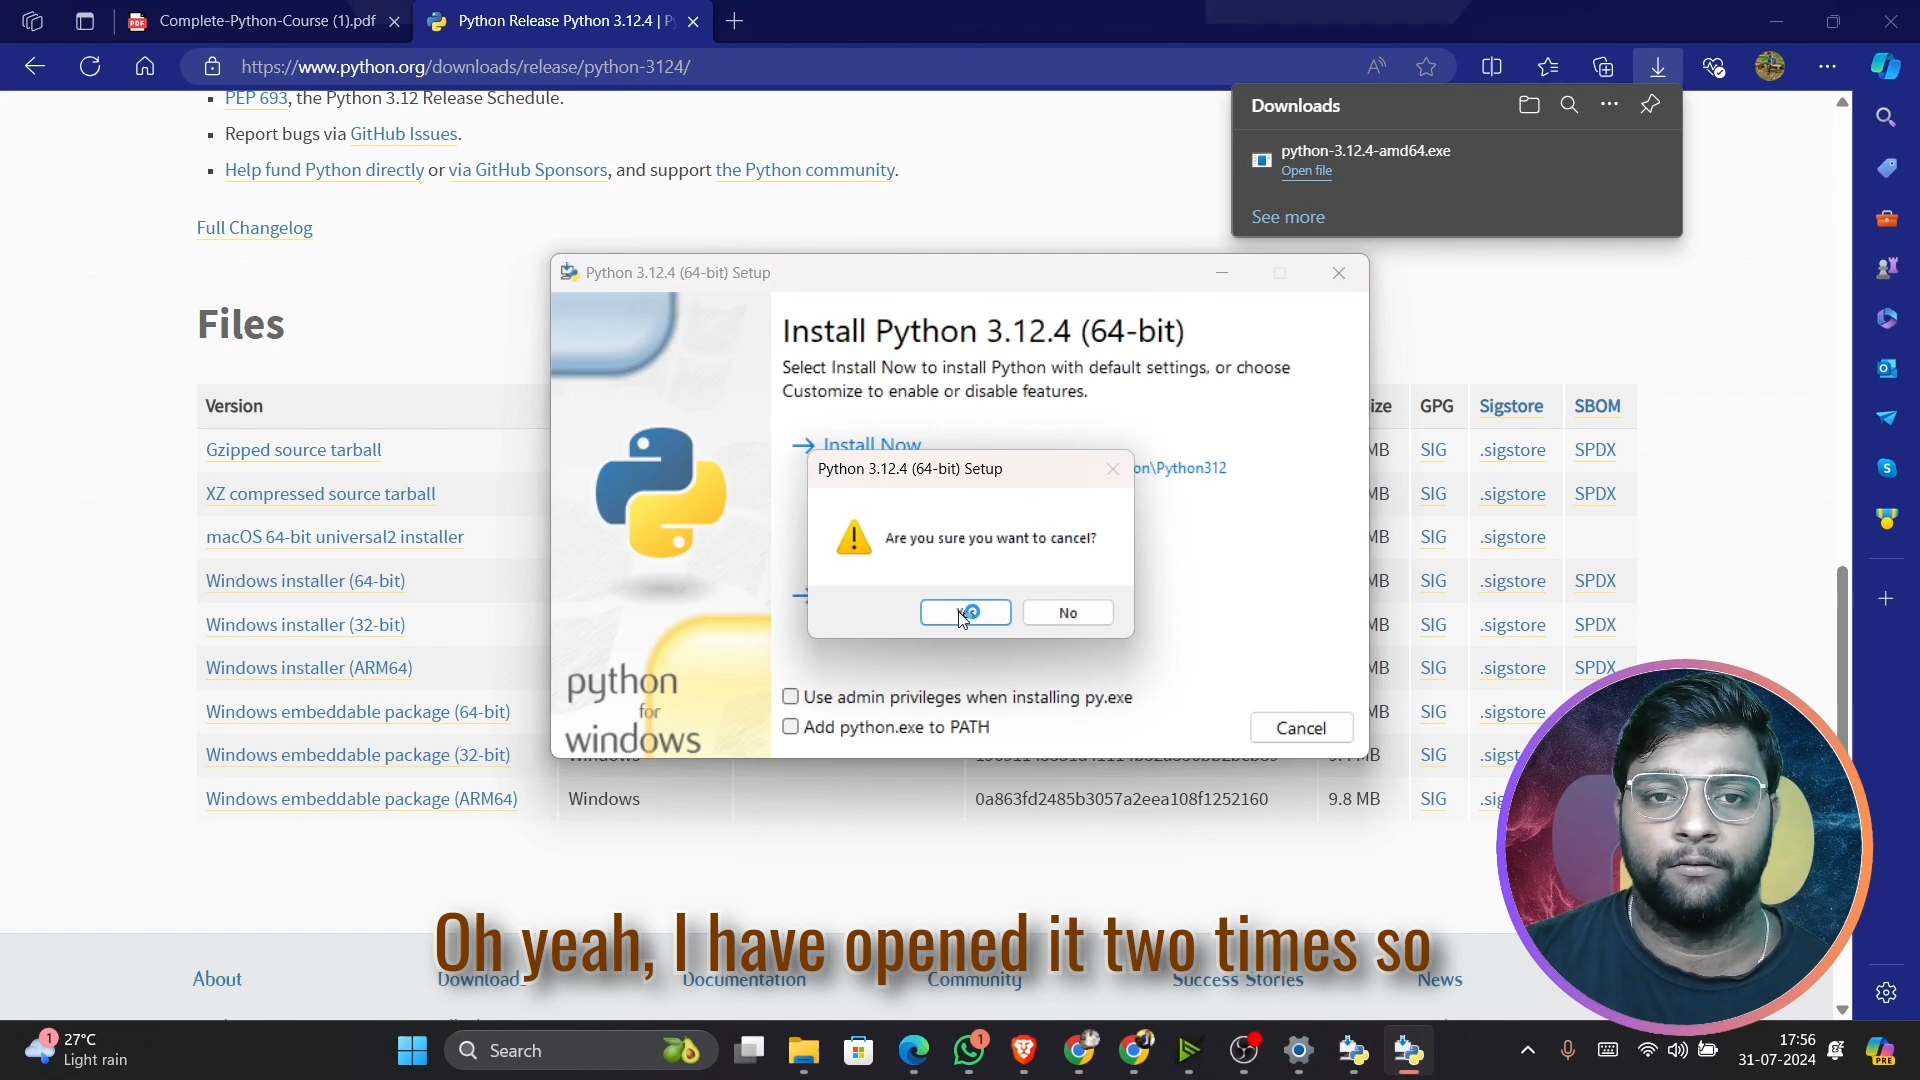 Complete-Python-Course (1).pdf
Python Release Python 3.12.4 | P
https://www.python.org/downloads/release/python-3124/
PEP 693, the Python 3.12 Release Schedule.
Report bugs via GitHub Issues.
Help fund Python directly or via GitHub Sponsors, and support the Python community.
Full Changelog
Downloads
python-3.12.4-amd64.exe
Open file
See more
Files
Version
Gzipped source tarball
XZ compressed source tarball
macOS 64-bit universal2 installer
Windows installer (64-bit)
Windows installer (32-bit)
Windows installer (ARM64)
Windows embeddable package (64-bit)
Windows embeddable package (32-bit)
Windows embeddable package (ARM64)
Windows
0a863fd2485b3057a2eea108f1252160
9.8 MB
ize GPG Sigstore SBOM
MB SIG .sigstore SPDX
MB SIG .sigstore SPDX
MB SIG .sigstore
MB SIG .sigstore SPDX
MB SIG .sigstore SPDX
MB SIG .sigstore SPDX
MB SIG .sigstore
SIG
SIG
Python 3.12.4 (64-bit) Setup
Install Python 3.12.4 (64-bit)
Select Install Now to install Python with default settings, or choose
Customize to enable or disable features.
Install Now
on\Python312
Python 3.12.4 (64-bit) Setup
Are you sure you want to cancel?
No
Use admin privileges when installing py.exe
Add python.exe to PATH
Cancel
python
for
windows
Oh yeah, I have opened it two times so
About
Downloads
Documentation
Community
Success Stories
News
1
27°C
Light rain
Search
1
17:56
31-07-2024
PRE